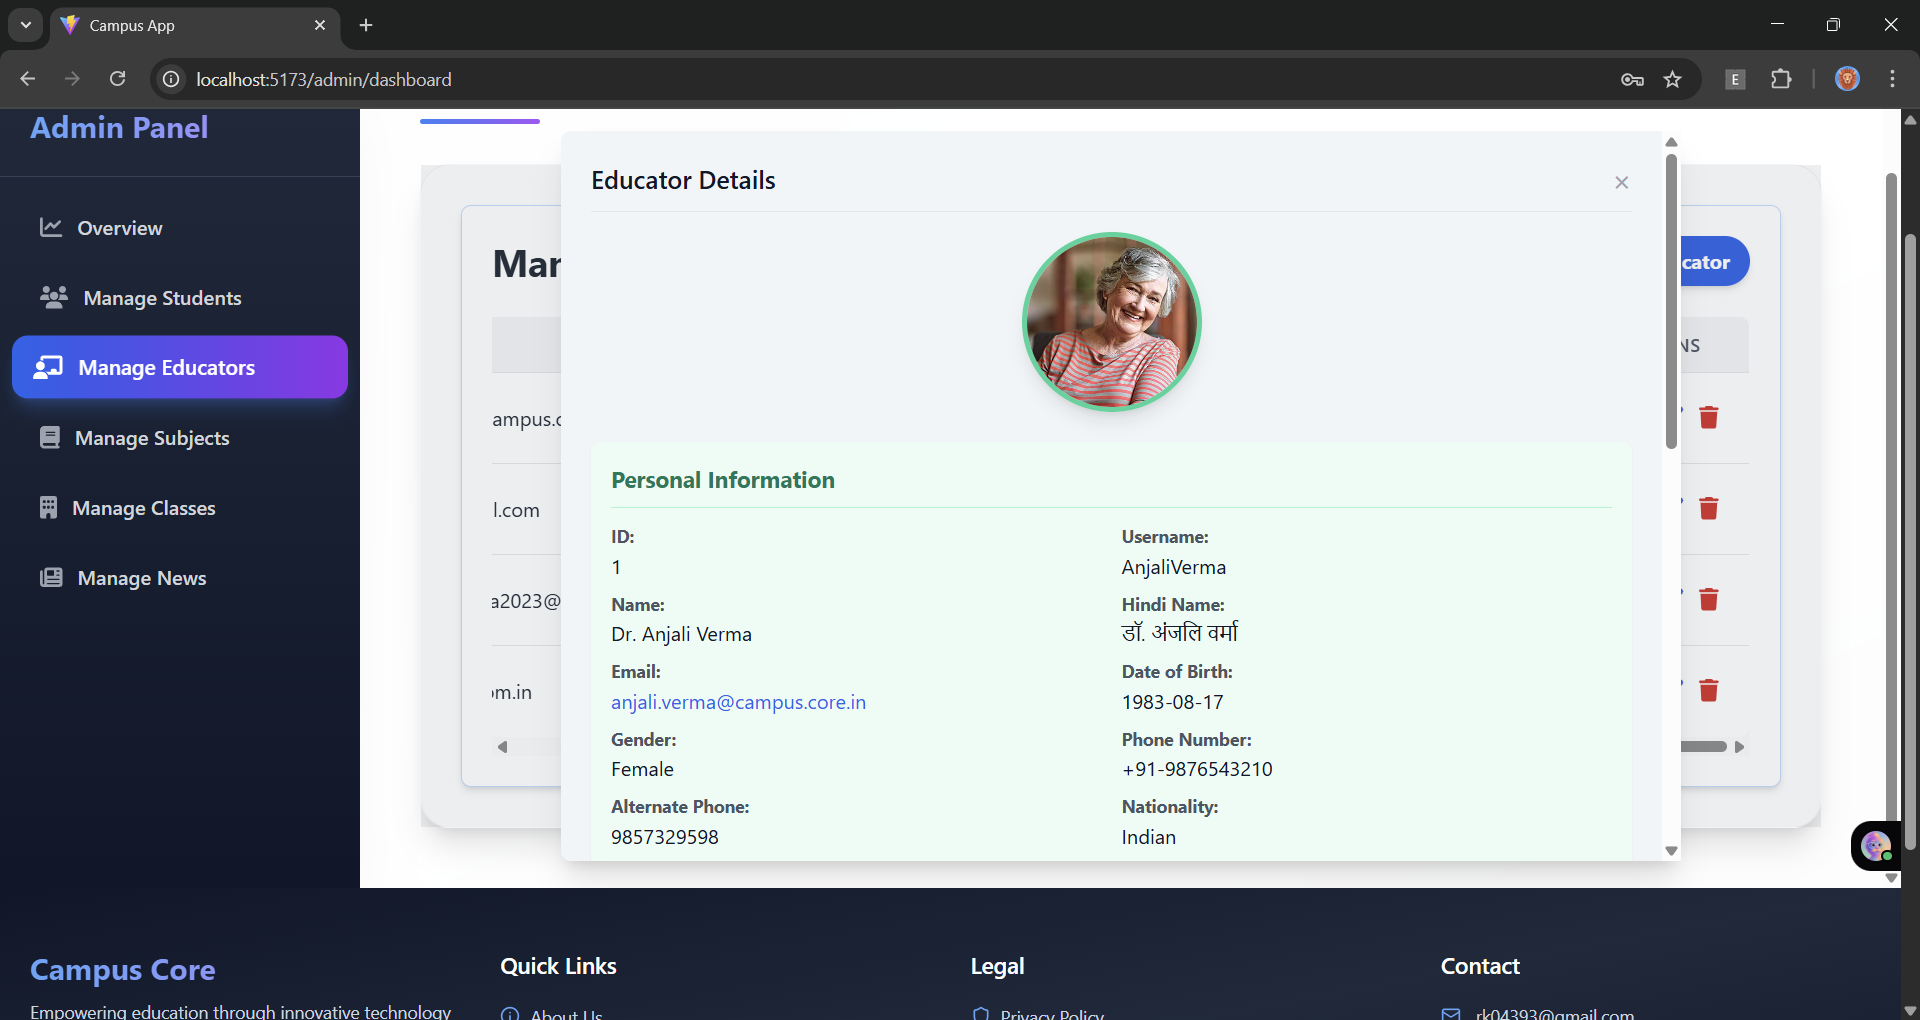 Campus App
localhost:5173/admin/dashboard
E
Admin Panel
Overview
Manage Students
Manage Educators
Manage Subjects
Manage Classes
Manage News
Educator Details
Personal Information
ID:
1
Username:
AnjaliVerma
Name:
Dr. Anjali Verma
Hindi Name:
डॉ. अंजलि वर्मा
Email:
anjali.verma@campus.core.in
Date of Birth:
1983-08-17
Gender:
Female
Phone Number:
+91-9876543210
Alternate Phone:
9857329598
Nationality:
Indian
Man
cator
NS
ampus.c
l.com
a2023@
om.in
Campus Core
Empowering education through innovative technology
Quick Links
About Us
Legal
Privacy Policy
Contact
rk04393@gmail.com